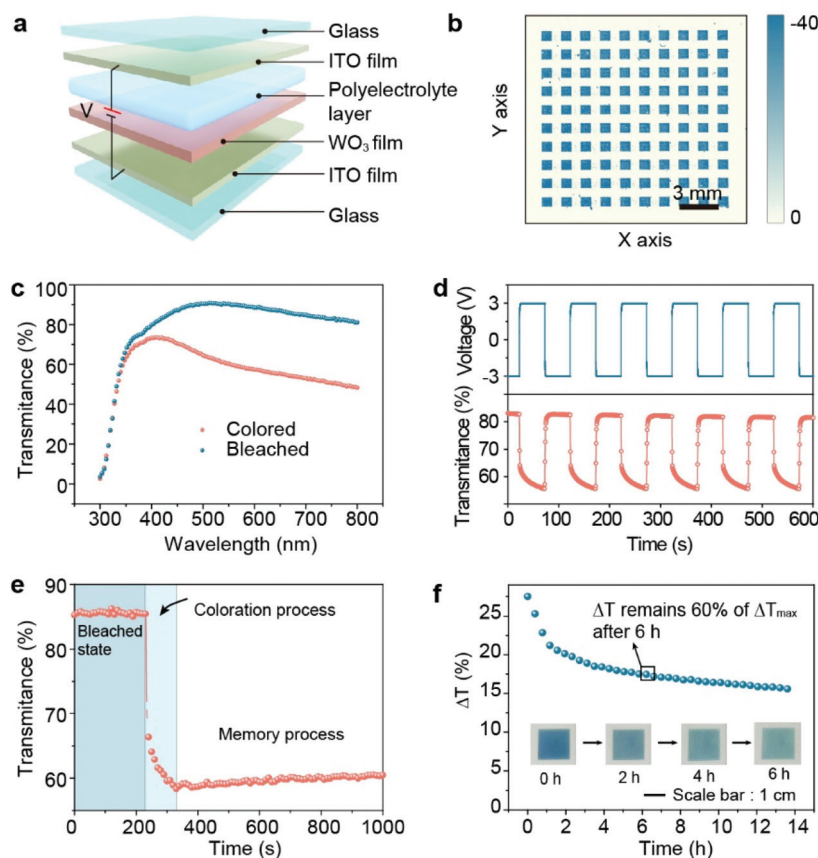 a
Glass
ITO film
Polyelectrolyte
layer
V
WO₃ film
ITO film
Glass
b
-40
0
Y axis
3 mm
X axis
c
100
80
60
40
20
0
Transmitance (%)
Colored
Bleached
300 400 500 600 700 800
Wavelength (nm)
d
3
0
-3
Voltage (V)
80
70
60
Transmitance (%)
0 100 200 300 400 500 600
Time (s)
e
90
80
70
60
Transmitance (%)
Bleached
state
Coloration process
Memory process
0 200 400 600 800 1000
Time (s)
f
25
20
15
10
5
0
ΔT (%)
ΔT remains 60% of ΔTmax
after 6 h
0 h 2 h 4 h 6 h
Scale bar : 1 cm
0 2 4 6 8 10 12 14
Time (h)